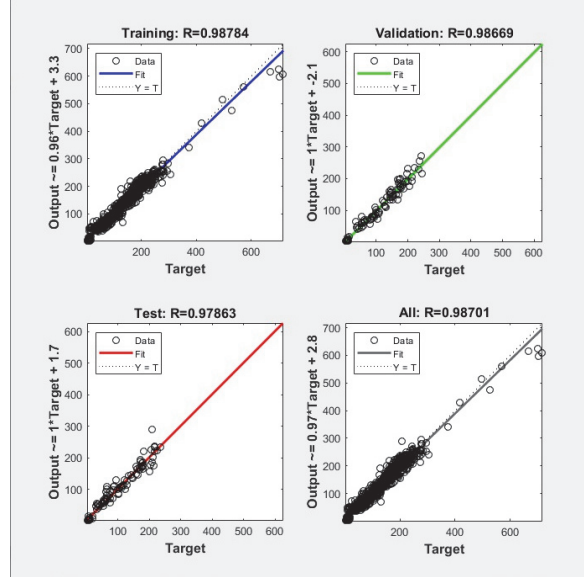 Training: R=0.98784
Output ~= 0.96*Target + 3.3
700
600
500
400
300
200
100
Data
Fit
Y = T
200
400
600
Target
Validation: R=0.98669
Output ~= 1*Target + -2.1
600
500
400
300
200
100
Data
Fit
Y = T
100
200
300
400
500
600
Target
Test: R=0.97863
Output ~= 1*Target + 1.7
600
500
400
300
200
100
Data
Fit
Y = T
100
200
300
400
500
600
Target
All: R=0.98701
Output ~= 0.97*Target + 2.8
700
600
500
400
300
200
100
Data
Fit
Y = T
200
400
600
Target